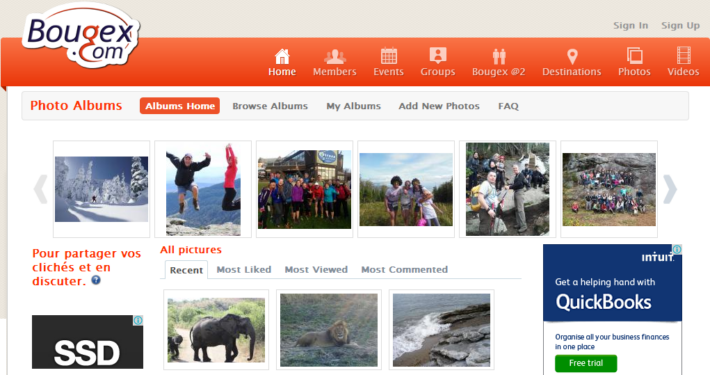 Bougex
.Com
Sign In Sign Up
Home Members Events Groups Bougex @2 Destinations Photos Videos
Photo Albums Albums Home Browse Albums My Albums Add New Photos FAQ
Pour partager vos
clichés et en
discuter. ?
All pictures
Recent Most Liked Most Viewed Most Commented
intuit.
Get a helping hand with
QuickBooks
Organise all your business finances
in one place
Free trial
SSD